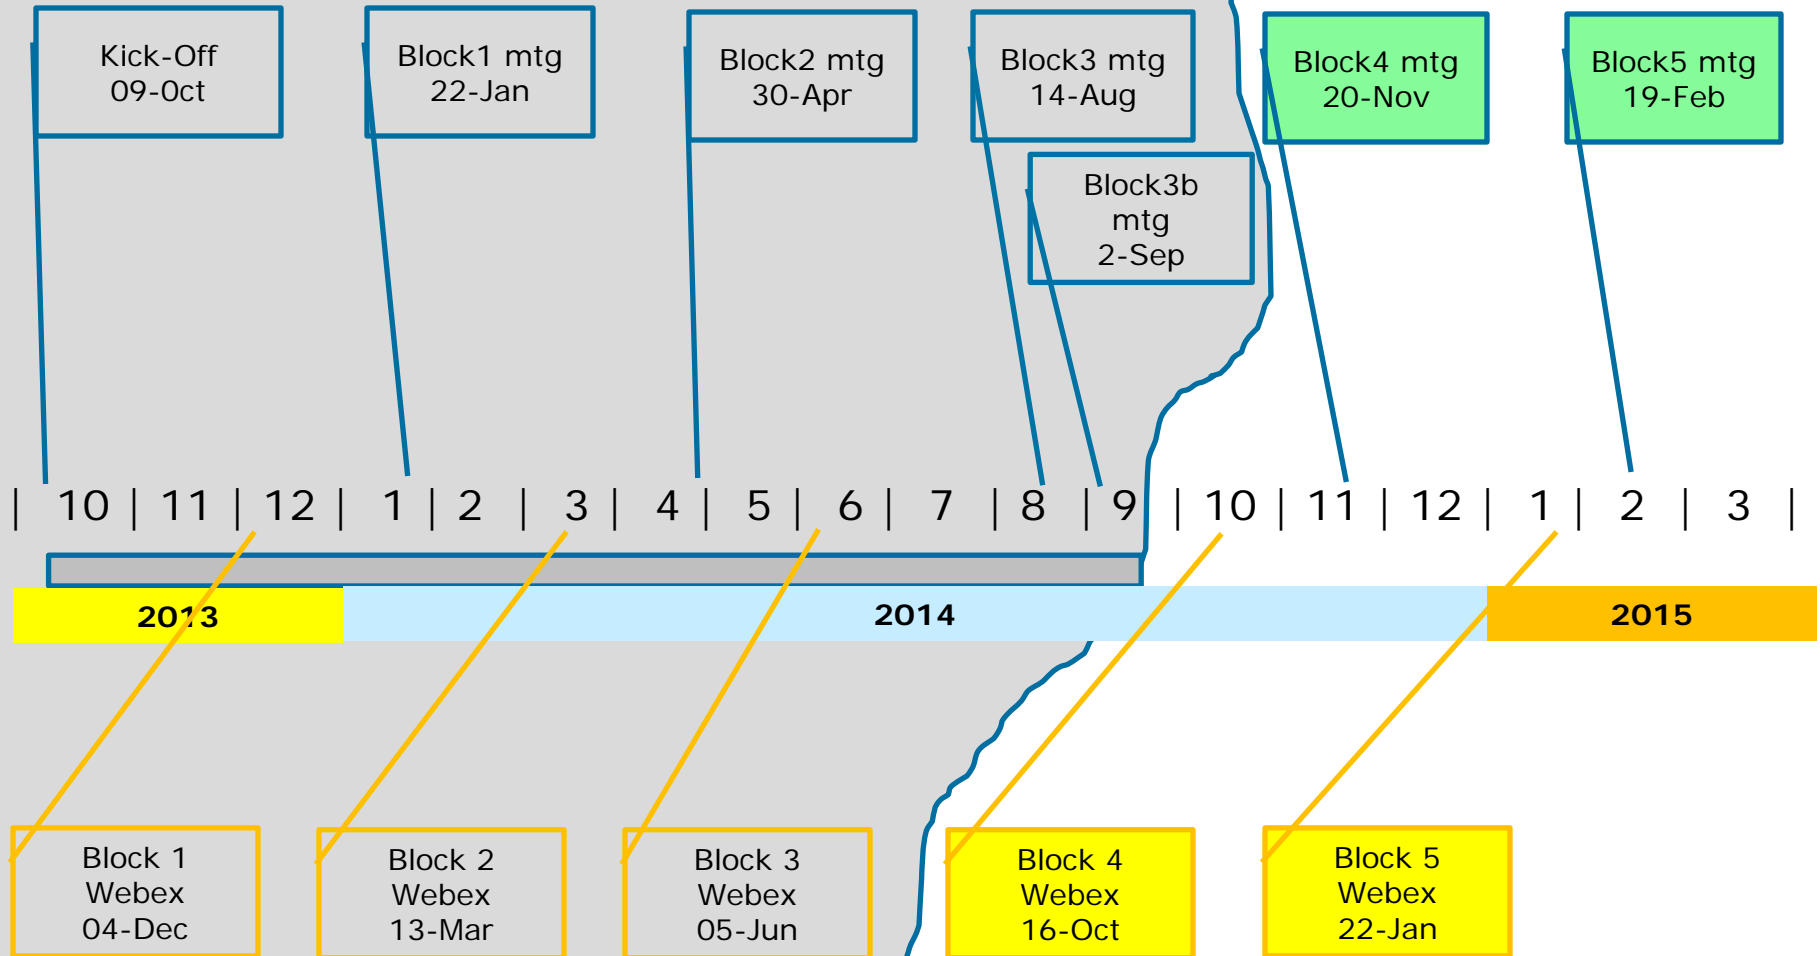 Kick-Off
09-0ct
Block1 mtg
22-Jan
Block2 mtg
30-Apr
Block3 mtg
14-Aug
Block4 mtg
20-Nov
Block5 mtg
19-Feb
Block3b
mtg
2-Sep
| 10 | 11 | 12 | 1 | 2 | 3 | 4 | 5 | 6 | 7 | 8 | 9 | 10 | 11 | 12 | 1 | 2 | 3 |
2013 2014 2015
Block 1
Webex
04-Dec
Block 2
Webex
13-Mar
Block 3
Webex
05-Jun
Block 4
Webex
16-Oct
Block 5
Webex
22-Jan